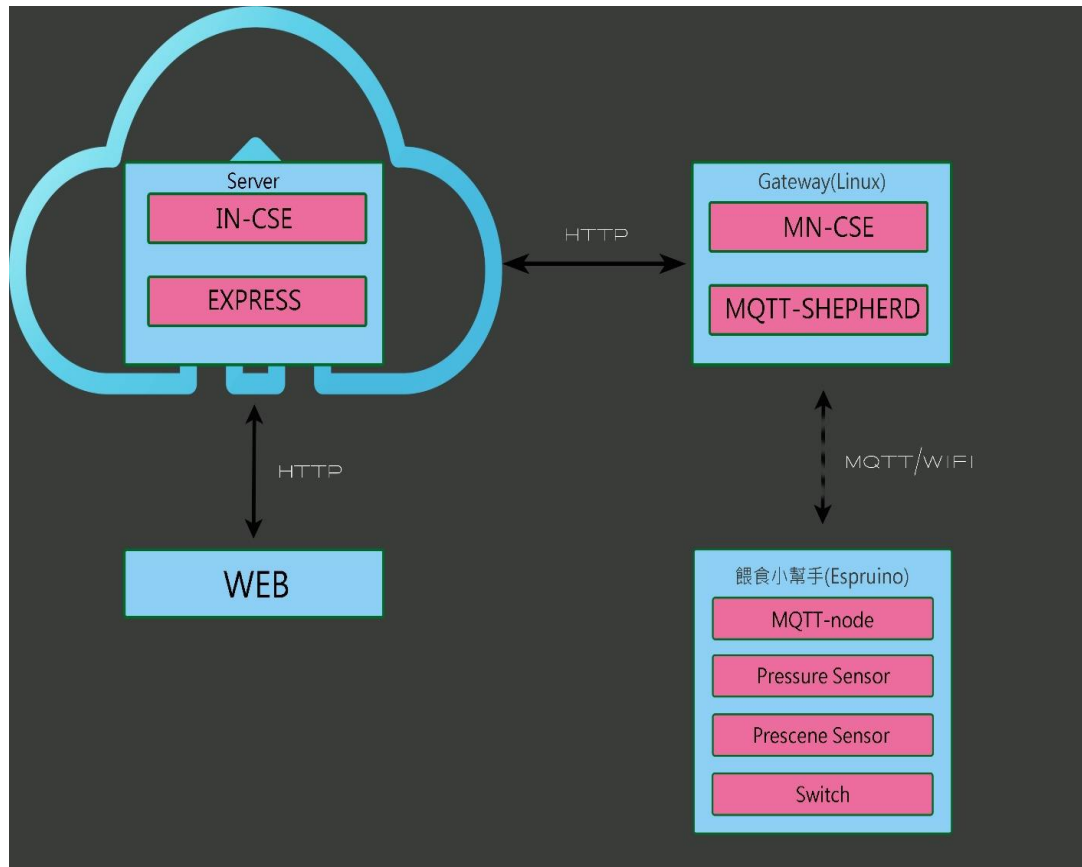 Server
IN-CSE
EXPRESS
HTTP
WEB
HTTP
Gateway(Linux)
MN-CSE
MQTT-SHEPHERD
MQTT/WIFI
餵食小幫手(Espruino)
MQTT-node
Pressure Sensor
Prescene Sensor
Switch